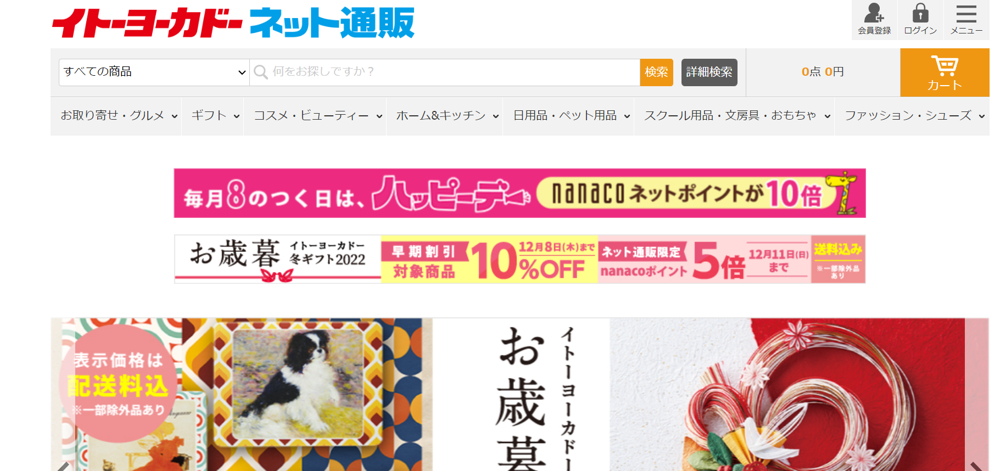 イトーヨーカドー ネット通販
会員登録
ログイン
メニュー
すべての商品
何をお探しですか？
検索
詳細検索
0点 0円
カート
お取り寄せ・グルメ
ギフト
コスメ・ビューティー
ホーム&キッチン
日用品・ペット用品
スクール用品・文房具・おもちゃ
ファッション・シューズ
毎月8のつく日は、ハッピーデー nanacoネットポイントが10倍
お歳暮
イトーヨーカドー
冬ギフト2022
早期割引
対象商品
10%OFF
12月8日(木)まで
ネット通販限定
nanacoポイント
5倍
12月11日(日)
まで
送料込み
※一部除外品
あり
表示価格は
配送料込
※一部除外品あり
イトーヨーカドー
お歳暮